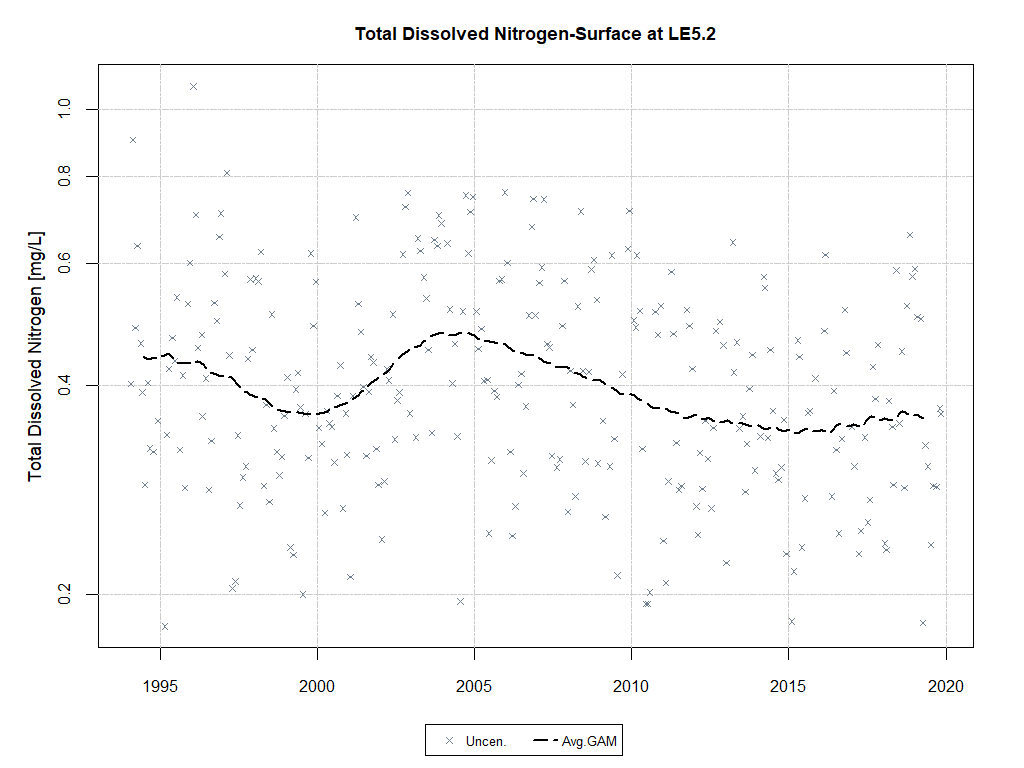 Total Dissolved Nitrogen-Surface at LE5.2
Total Dissolved Nitrogen [mg/L]
1.0
0.8
0.6
0.4
0.2
1995 2000 2005 2010 2015 2020
Uncen. Avg.GAM